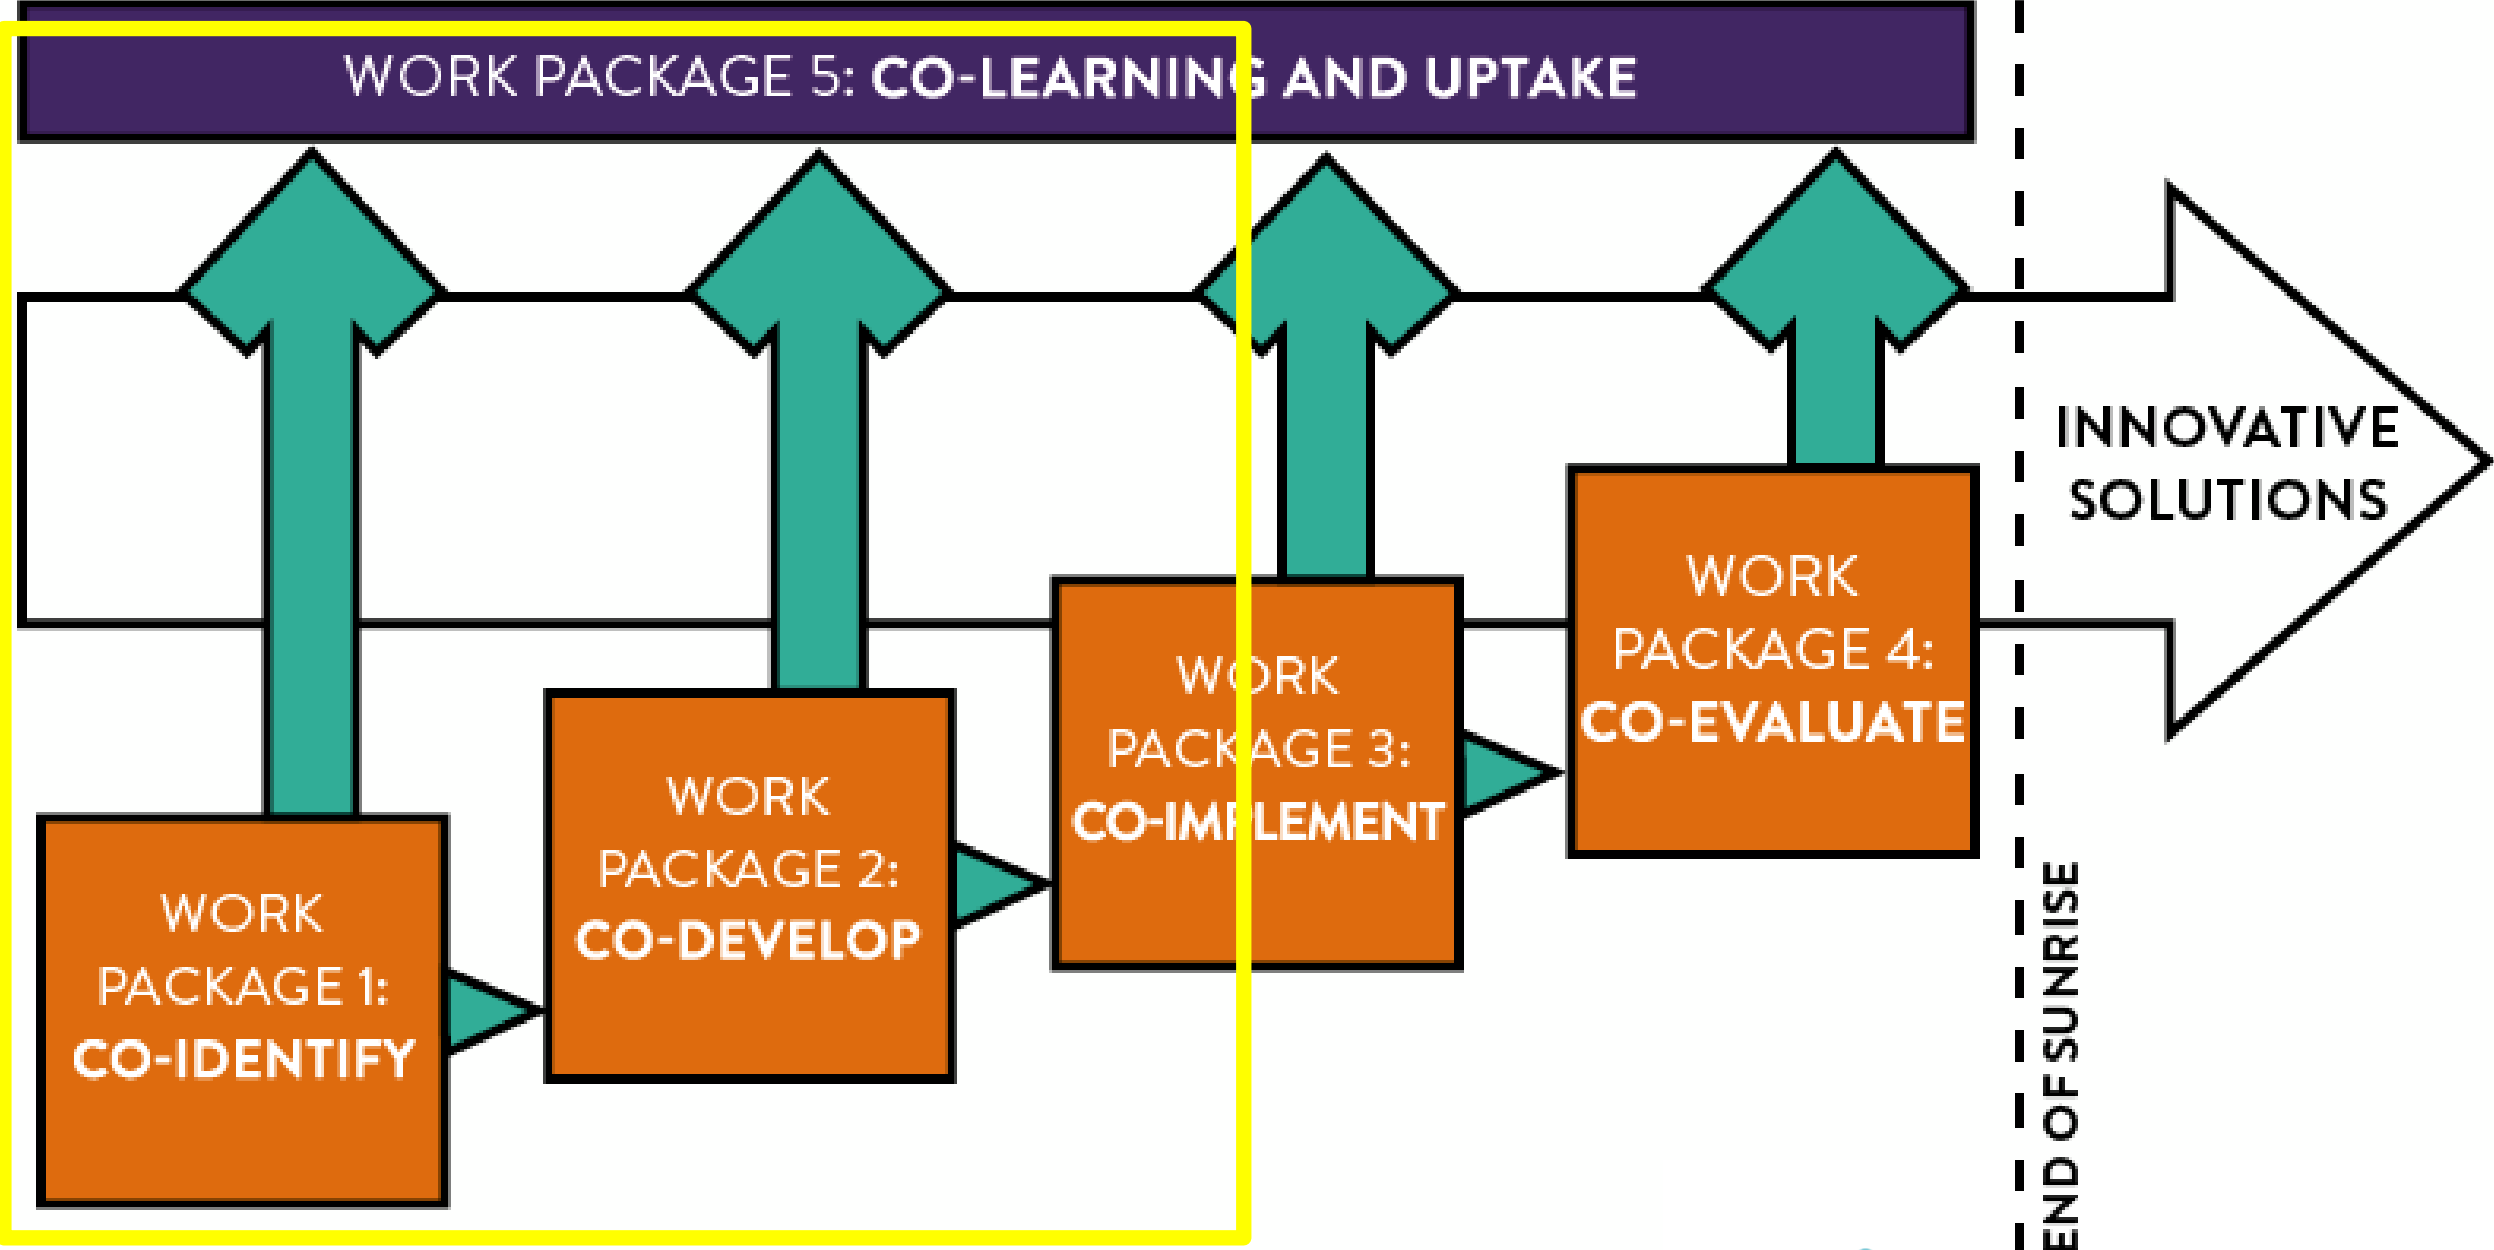 WORK PACKAGE 5: CO-LEARNING AND UPTAKE
WORK
PACKAGE 1:
CO-IDENTIFY
WORK
PACKAGE 2:
CO-DEVELOP
WORK
PACKAGE 3:
CO-IMPLEMENT
WORK
PACKAGE 4:
CO-EVALUATE
INNOVATIVE
SOLUTIONS
END OF SUNRISE